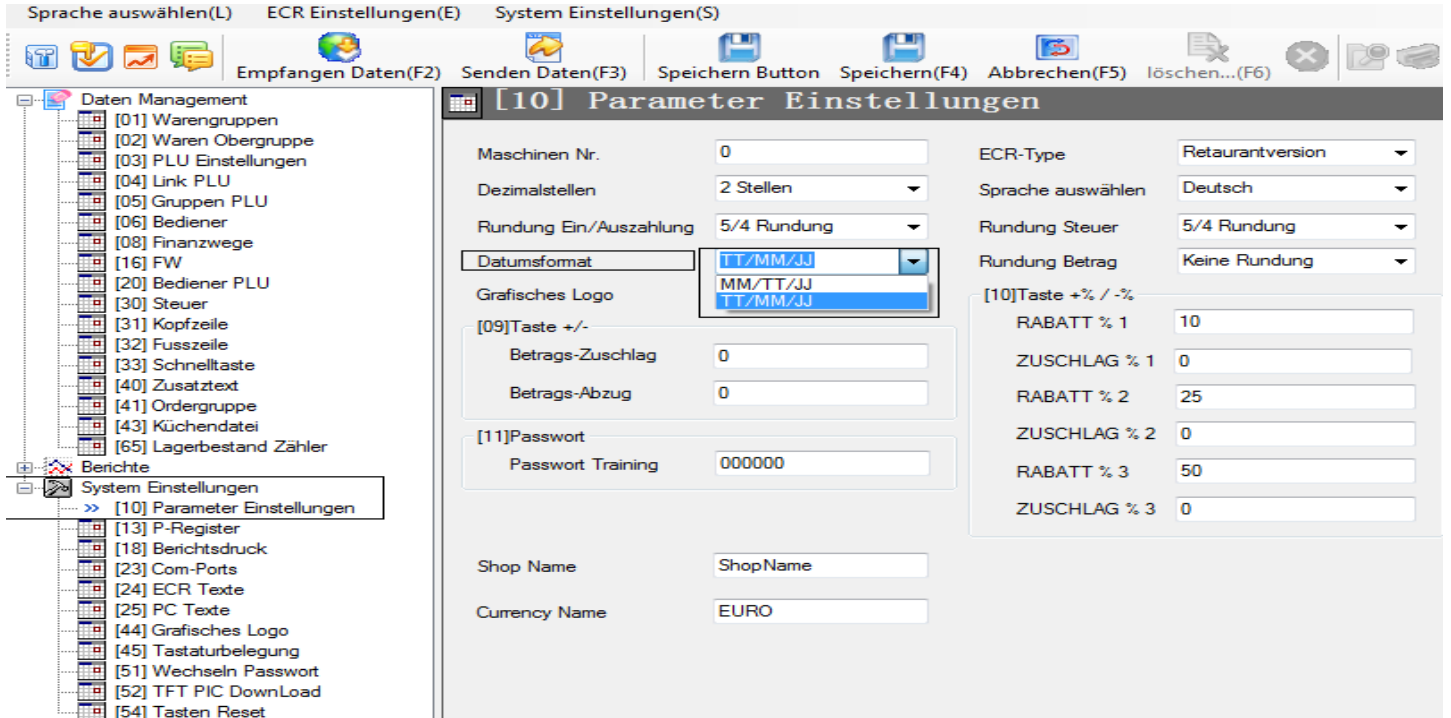 Sprache auswählen(L) ECR Einstellungen(E) System Einstellungen(S)
Empfangen Daten(F2) Senden Daten(F3) Speichern Button Speichern(F4) Abbrechen(F5) löschen...(F6)
Daten Management
[01] Warengruppen
[02] Waren Obergruppe
[03] PLU Einstellungen
[04] Link PLU
[05] Gruppen PLU
[06] Bediener
[08] Finanzwege
[16] FW
[20] Bediener PLU
[30] Steuer
[31] Kopfzeile
[32] Fusszeile
[33] Schnelltaste
[40] Zusatztext
[41] Ordergruppe
[43] Küchendatei
[65] Lagerbestand Zähler
Berichte
System Einstellungen
[10] Parameter Einstellungen
[13] P-Register
[18] Berichtsdruck
[23] Com-Ports
[24] ECR Texte
[25] PC Texte
[44] Grafisches Logo
[45] Tastaturbelegung
[51] Wechseln Passwort
[52] TFT PIC DownLoad
[54] Tasten Reset
[10] Parameter Einstellungen
Maschinen Nr. 0
Dezimalstellen 2 Stellen
Rundung Ein/Auszahlung 5/4 Rundung
Datumsformat TT/MM/JJ
MM/TT/JJ
TT/MM/JJ
Grafisches Logo
[09]Taste +/-
Betrags-Zuschlag 0
Betrags-Abzug 0
[11]Passwort
Passwort Training 000000
Shop Name ShopName
Currency Name EURO
ECR-Type Retaurantversion
Sprache auswählen Deutsch
Rundung Steuer 5/4 Rundung
Rundung Betrag Keine Rundung
[10]Taste +% / -%
RABATT % 1 10
ZUSCHLAG % 1 0
RABATT % 2 25
ZUSCHLAG % 2 0
RABATT % 3 50
ZUSCHLAG % 3 0